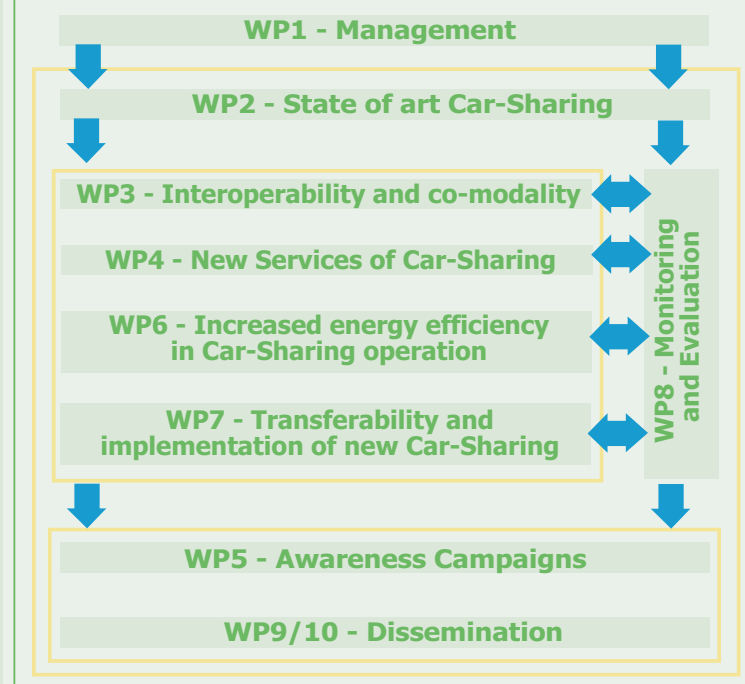 WP1 - Management
WP2 - State of art Car-Sharing
WP3 - Interoperability and co-modality
WP4 - New Services of Car-Sharing
WP6 - Increased energy efficiency
in Car-Sharing operation
WP7 - Transferability and
implementation of new Car-Sharing
WP8 - Monitoring
and Evaluation
WP5 - Awareness Campaigns
WP9/10 - Dissemination